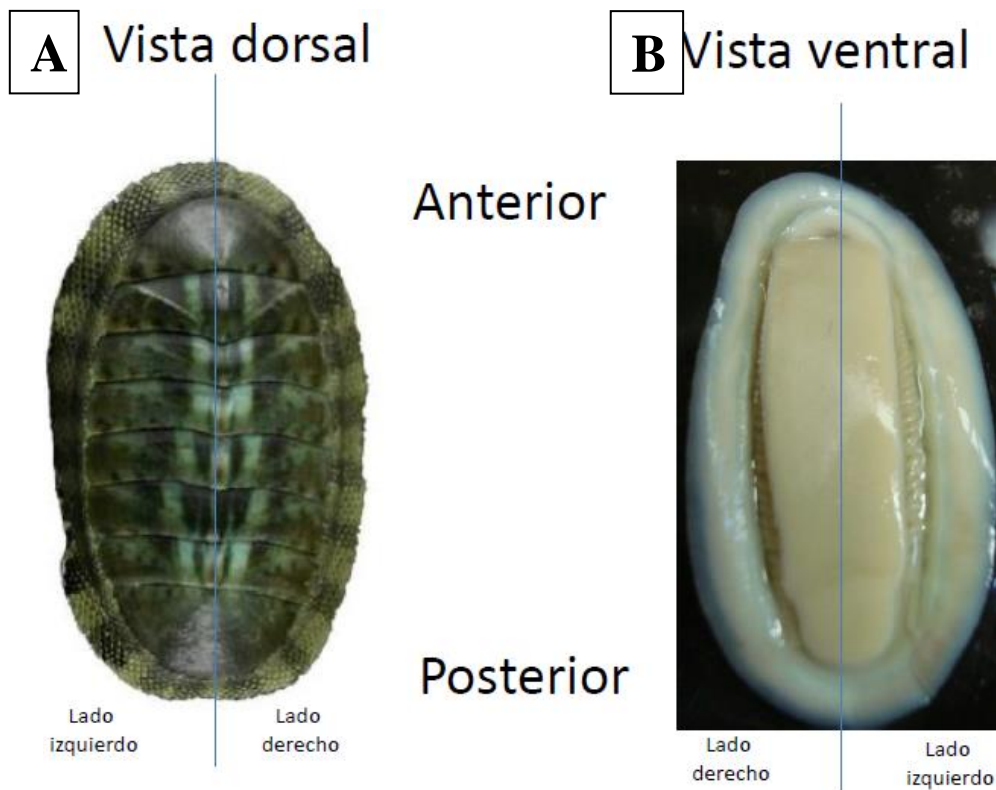 A Vista dorsal
B Vista ventral
Anterior
Posterior
Lado
izquierdo
Lado
derecho
Lado
derecho
Lado
izquierdo